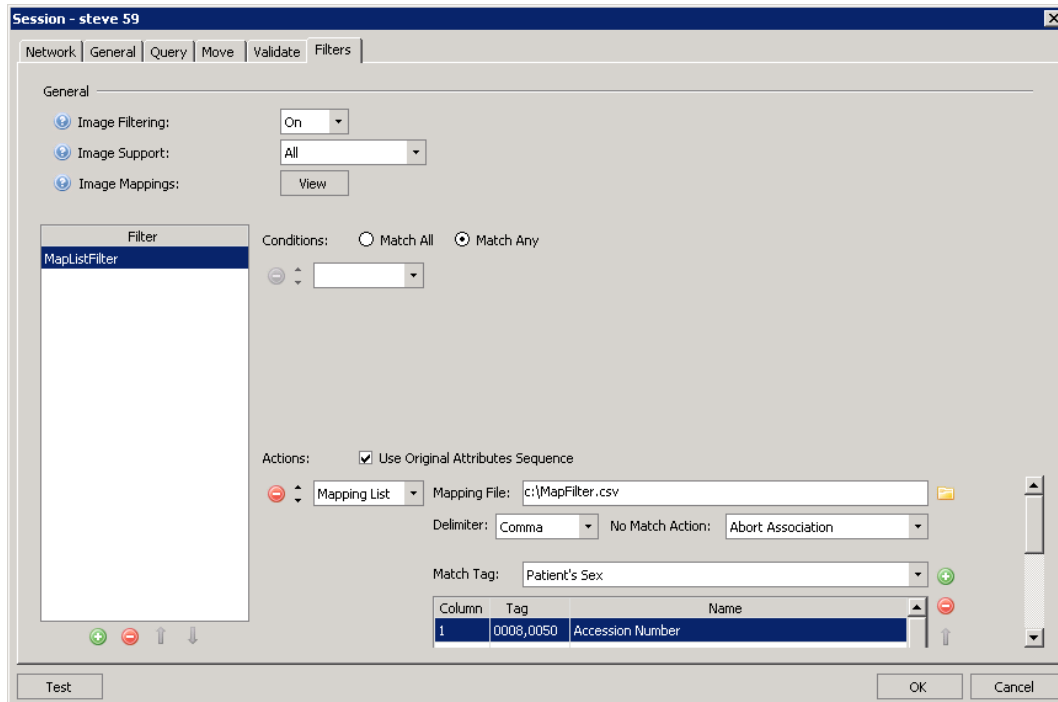 Session - steve 59
Network General Query Move Validate Filters
General
Image Filtering: On
Image Support: All
Image Mappings: View
Filter
MapListFilter
Conditions: Match All Match Any
Actions: Use Original Attributes Sequence
Mapping List Mapping File: c:\MapFilter.csv
Delimiter: Comma No Match Action: Abort Association
Match Tag: Patient's Sex
Column Tag Name
1 0008,0050 Accession Number
Test OK Cancel